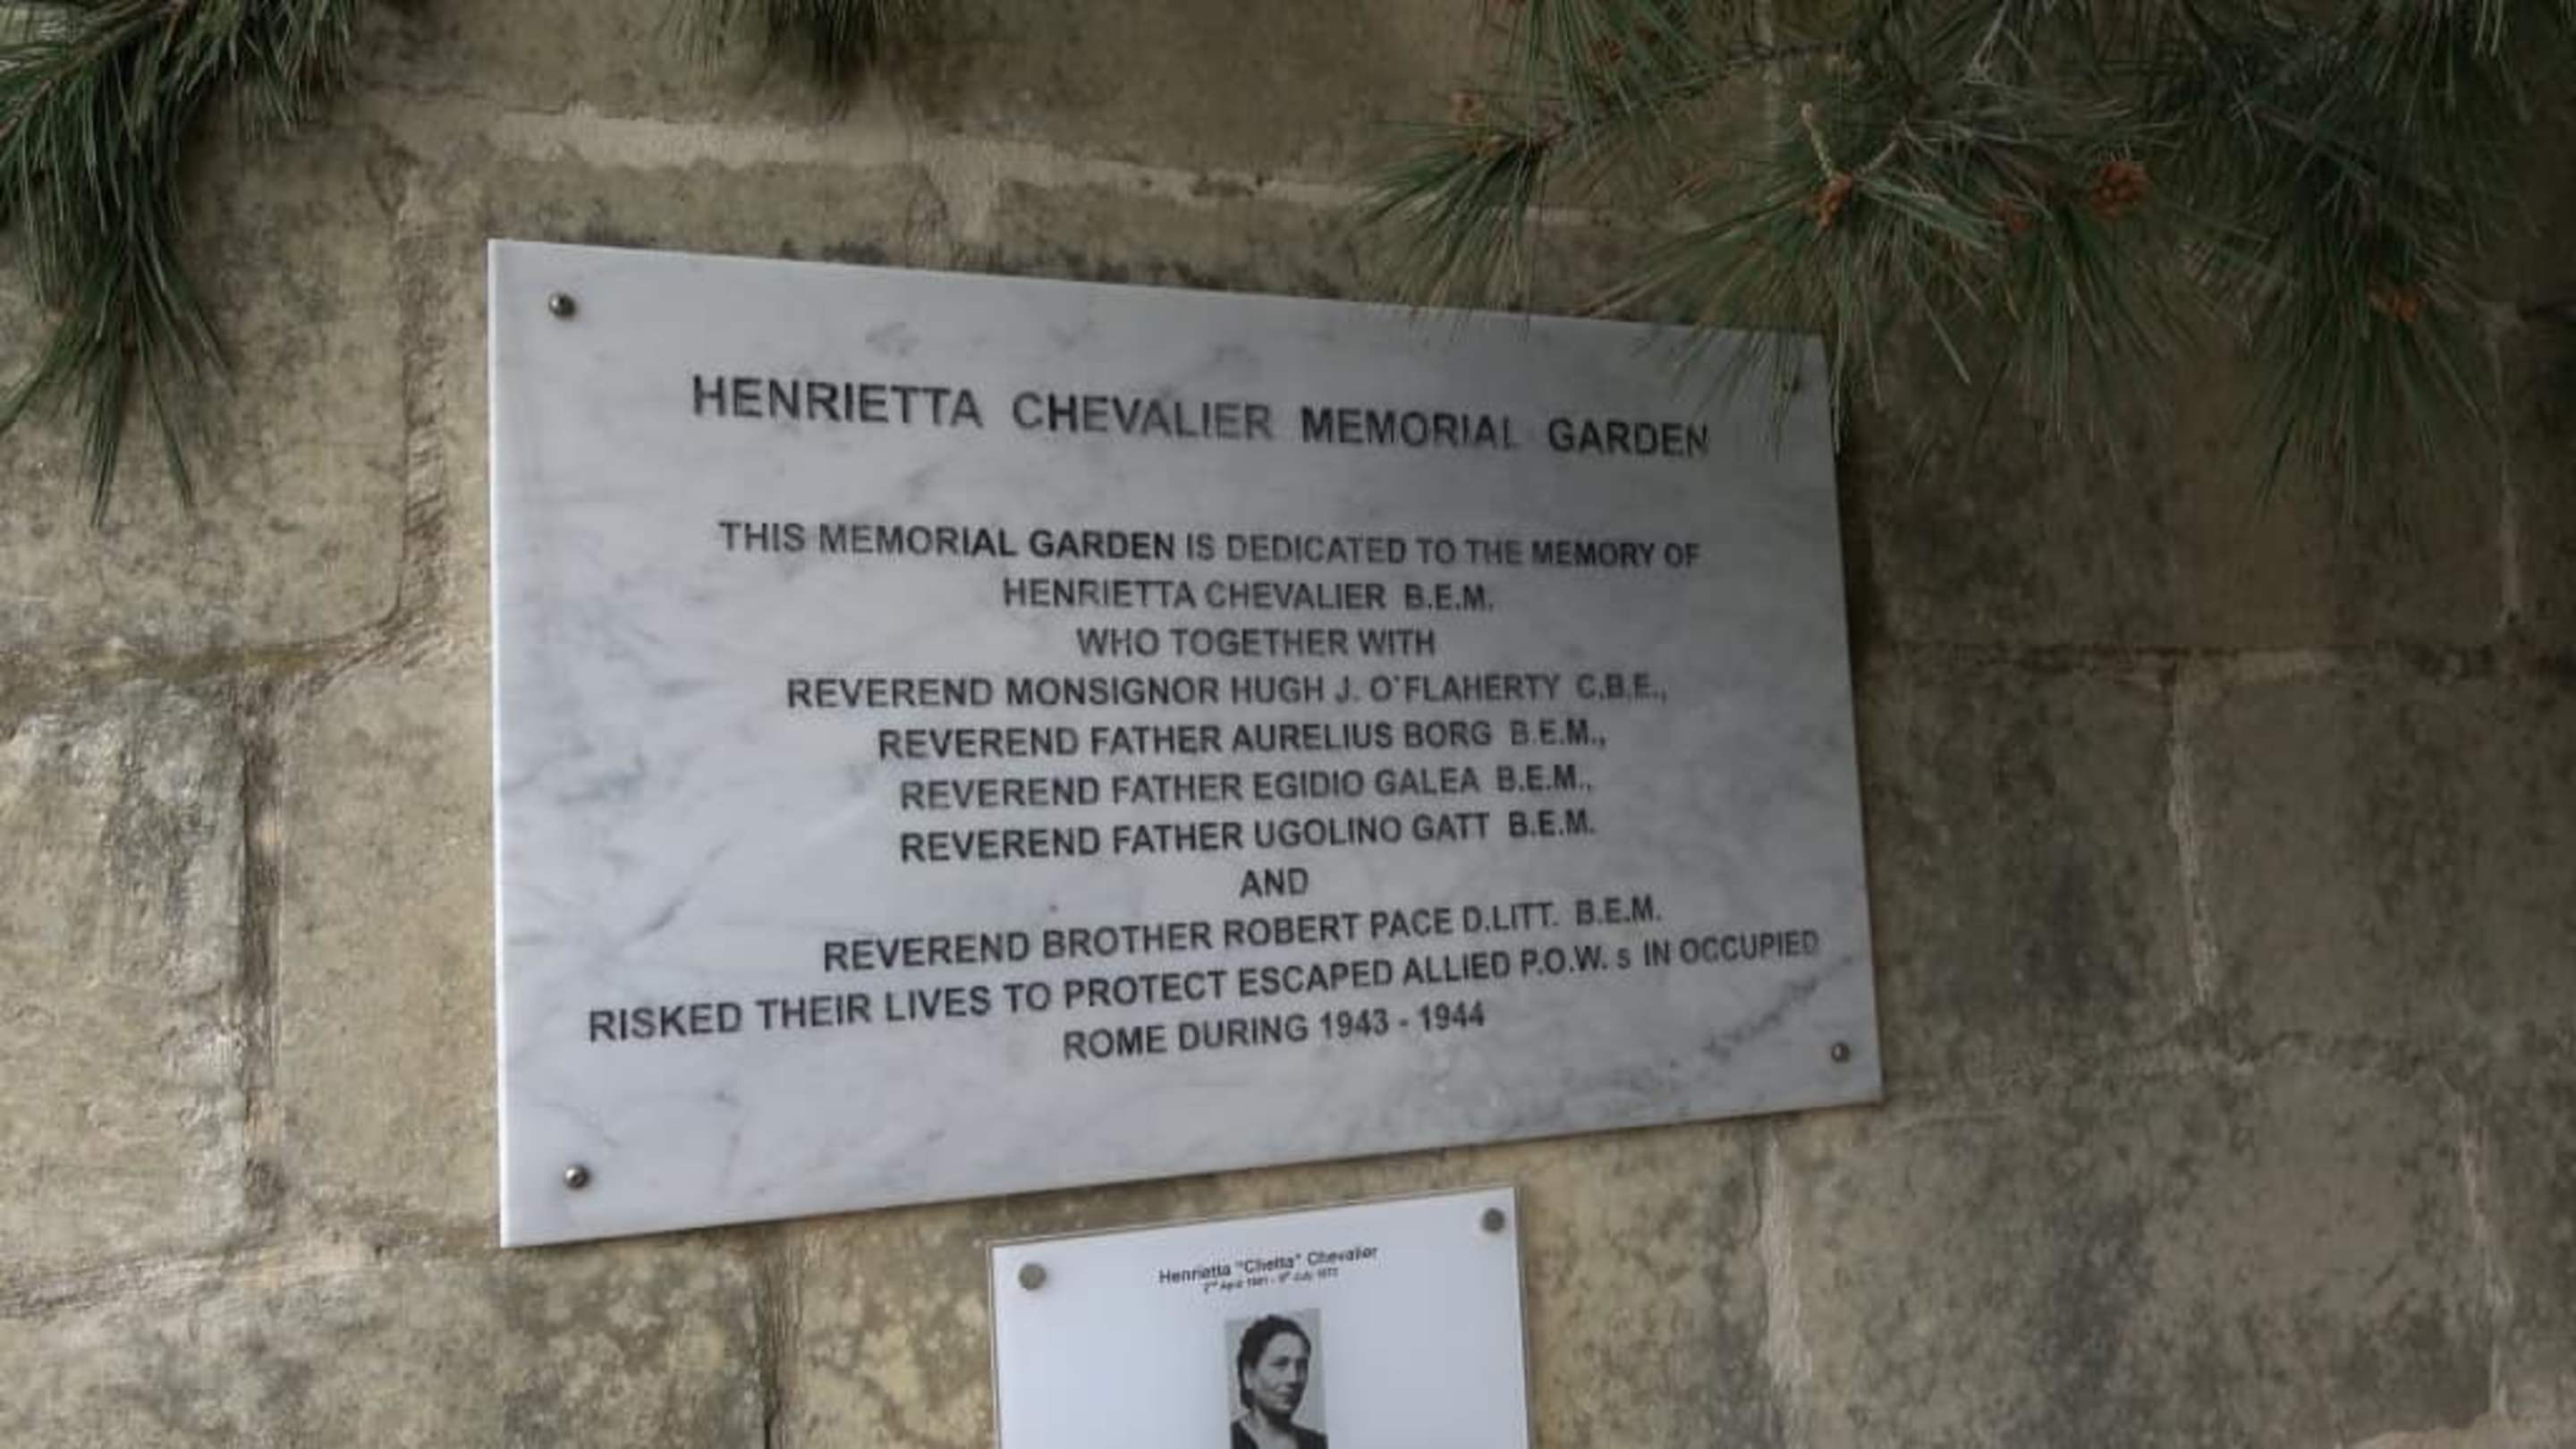 HENRIETTA CHEVALIER MEMORIAL GARDEN
THIS MEMORIAL GARDEN IS DEDICATED TO THE MEMORY OF
HENRIETTA CHEVALIER B.E.M.
WHO TOGETHER WITH
REVEREND MONSIGNOR HUGH J. O'FLAHERTY C.B.E.,
REVEREND FATHER AURELIUS BORG B.E.M.,
REVEREND FATHER EGIDIO GALEA B.E.M.,
REVEREND FATHER UGOLINO GATT B.E.M.
AND
REVEREND BROTHER ROBERT PACE D.LITT. B.E.M.
RISKED THEIR LIVES TO PROTECT ESCAPED ALLIED P.O.W. s IN OCCUPIED
ROME DURING 1943 - 1944
Henrietta "Chetta" Chevalier